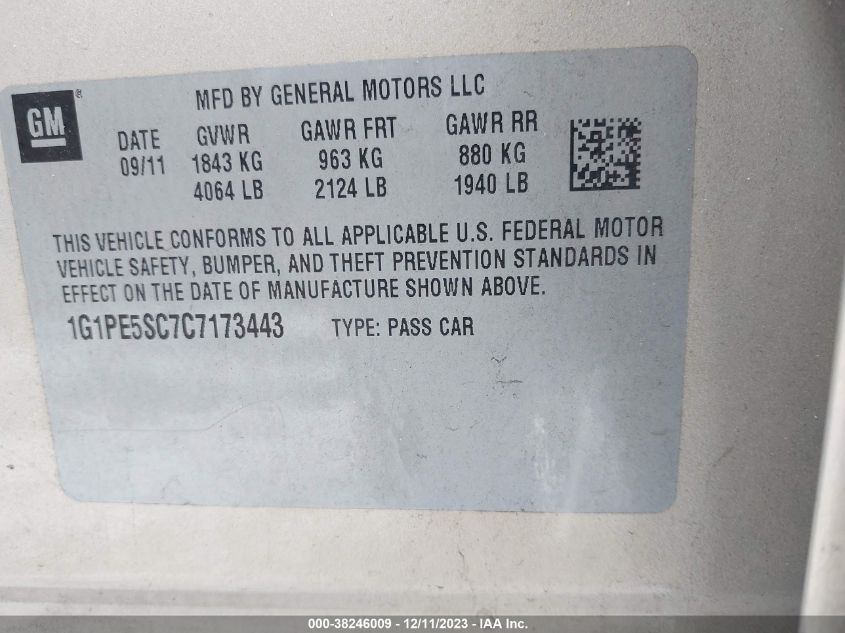 MFD BY GENERAL MOTORS LLC
GM ®
DATE GVWR GAWR FRT GAWR RR
09/11 1843 KG 963 KG 880 KG
4064 LB 2124 LB 1940 LB
THIS VEHICLE CONFORMS TO ALL APPLICABLE U.S. FEDERAL MOTOR
VEHICLE SAFETY, BUMPER, AND THEFT PREVENTION STANDARDS IN
EFFECT ON THE DATE OF MANUFACTURE SHOWN ABOVE.
1G1PE5SC7C7173443 TYPE: PASS CAR
000-38246009 - 12/11/2023 - IAA Inc.